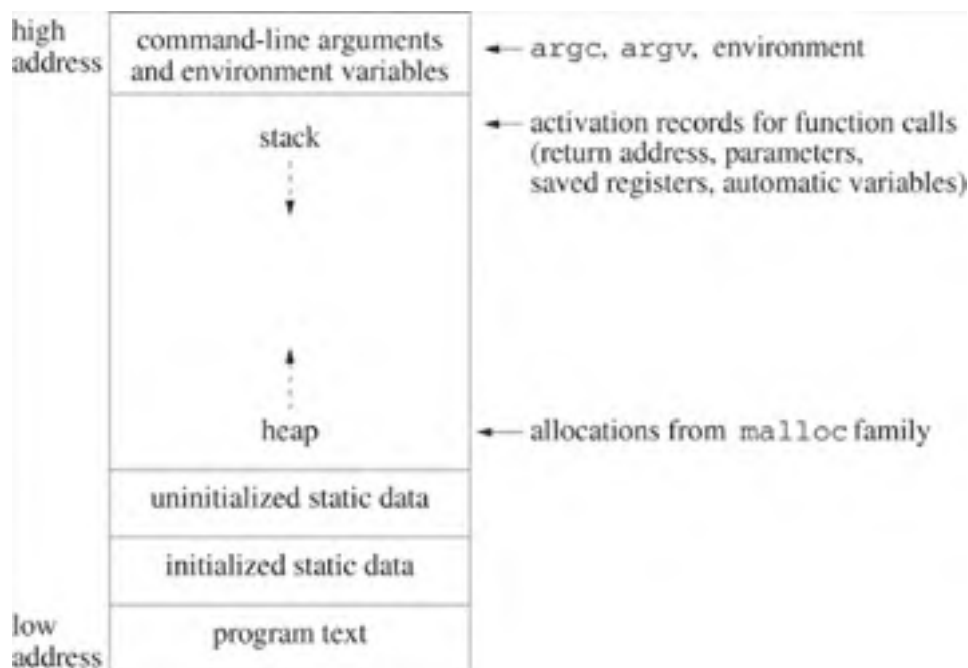 high
address
command-line arguments
and environment variables
argc, argv, environment
stack
activation records for function calls
(return address, parameters,
saved registers, automatic variables)
heap
allocations from malloc family
uninitialized static data
initialized static data
low
address
program text